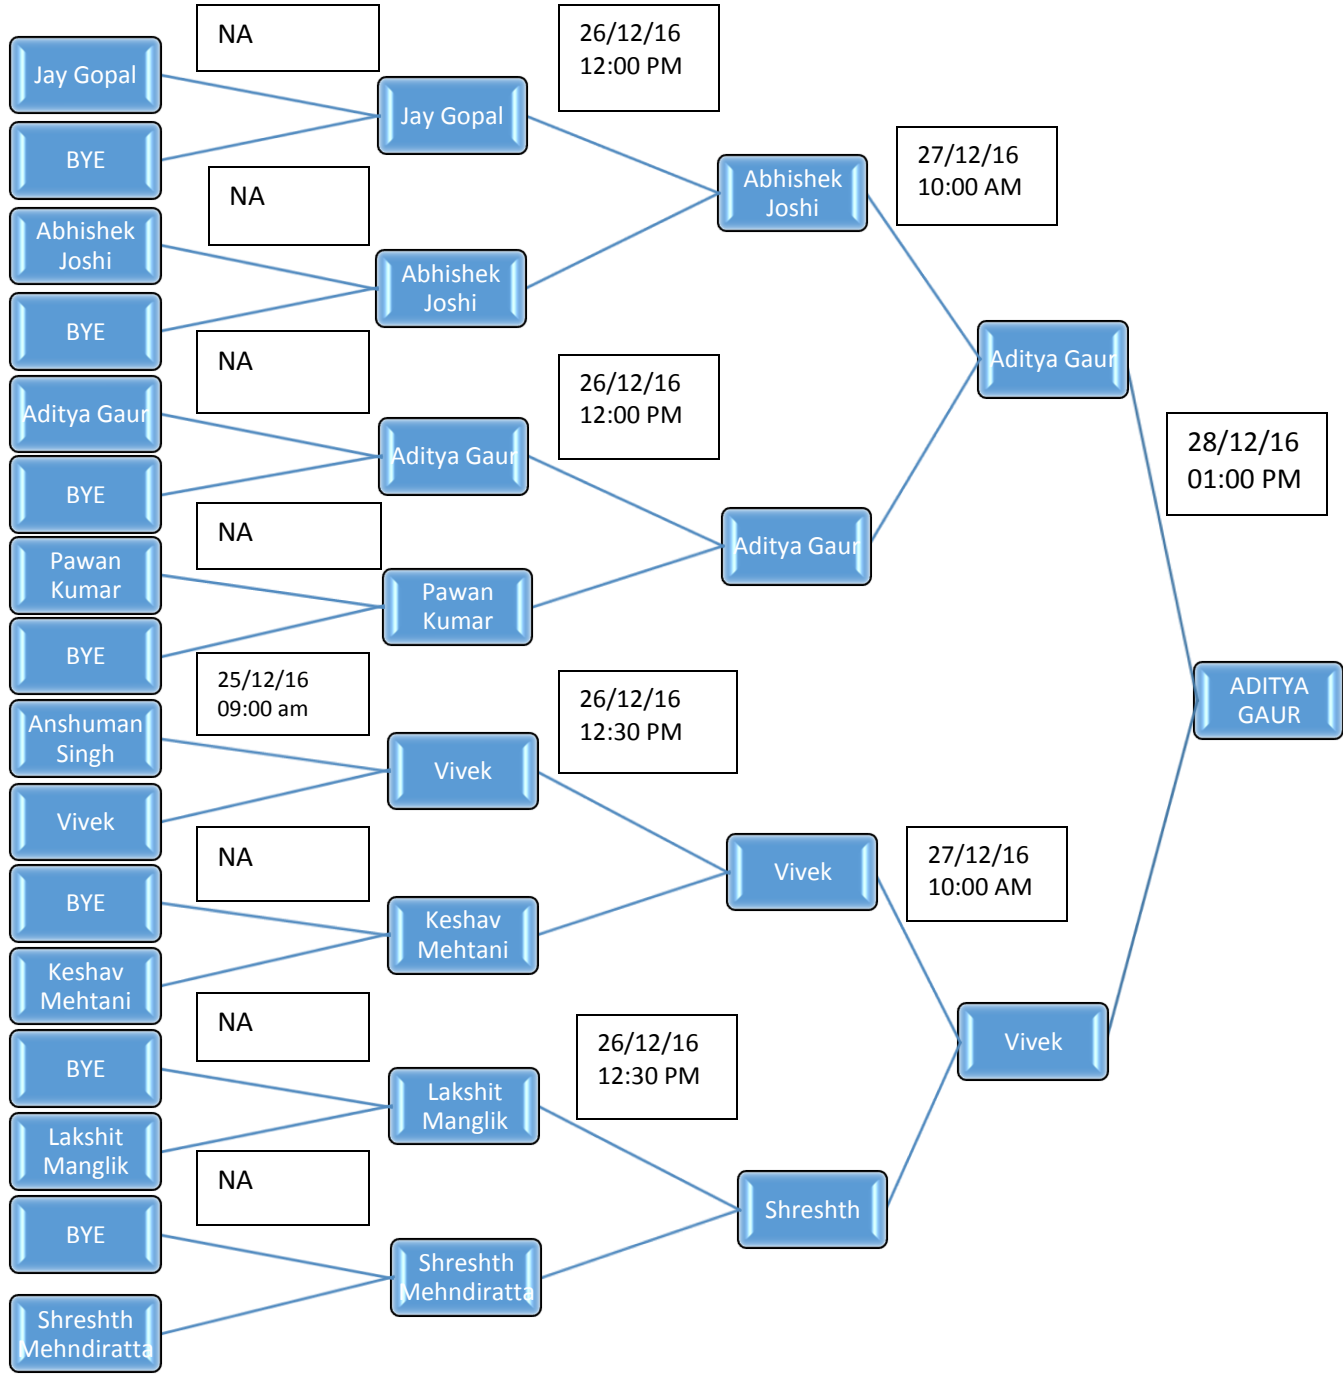 NA
Jay Gopal
BYE
NA
Abhishek
Joshi
BYE
NA
Aditya Gaur
BYE
NA
Pawan
Kumar
BYE
25/12/16
09:00 am
Anshuman
Singh
Vivek
NA
BYE
Keshav
Mehtani
NA
BYE
Lakshit
Manglik
NA
BYE
Shreshth
Mehndiratta
26/12/16
12:00 PM
Jay Gopal
Abhishek
Joshi
26/12/16
12:00 PM
Aditya Gaur
Pawan
Kumar
26/12/16
12:30 PM
Vivek
Keshav
Mehtani
26/12/16
12:30 PM
Lakshit
Manglik
Shreshth
Mehndiratta
27/12/16
10:00 AM
Abhishek
Joshi
Aditya Gaur
27/12/16
10:00 AM
Vivek
Shreshth
28/12/16
01:00 PM
Aditya Gaur
Vivek
ADITYA
GAUR